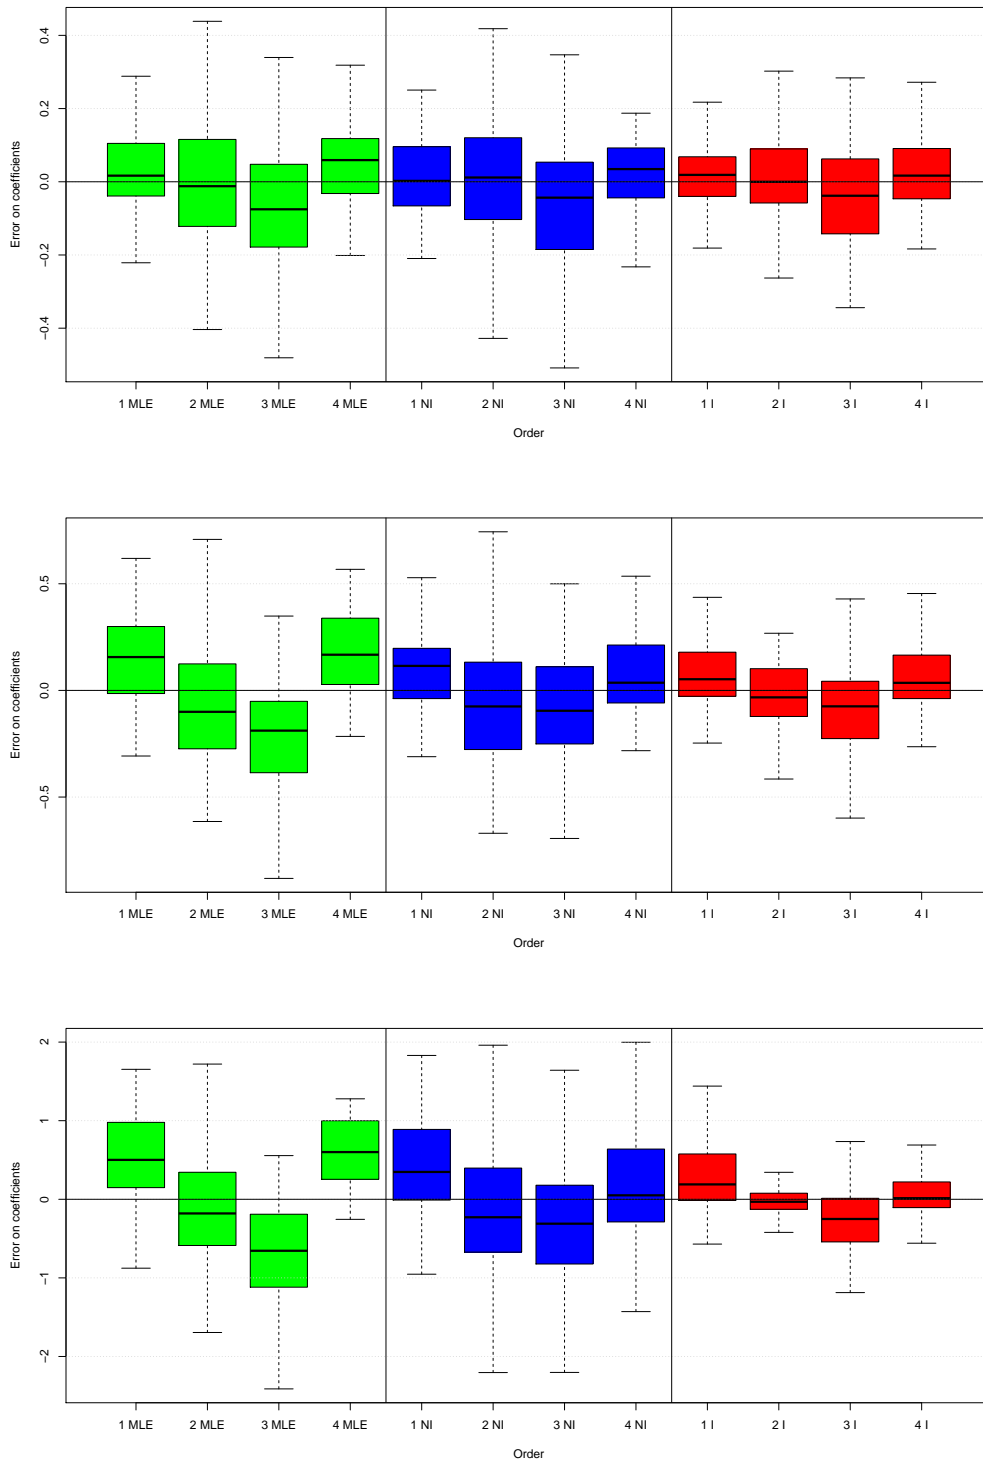 0.4
0.2
0.0
−0.2
−0.4
Error on coefficients
1 MLE 2 MLE 3 MLE 4 MLE 1 NI 2 NI 3 NI 4 NI 1 I 2 I 3 I 4 I
Order
0.5
0.0
−0.5
Error on coefficients
1 MLE 2 MLE 3 MLE 4 MLE 1 NI 2 NI 3 NI 4 NI 1 I 2 I 3 I 4 I
Order
2
1
0
−1
−2
Error on coefficients
1 MLE 2 MLE 3 MLE 4 MLE 1 NI 2 NI 3 NI 4 NI 1 I 2 I 3 I 4 I
Order